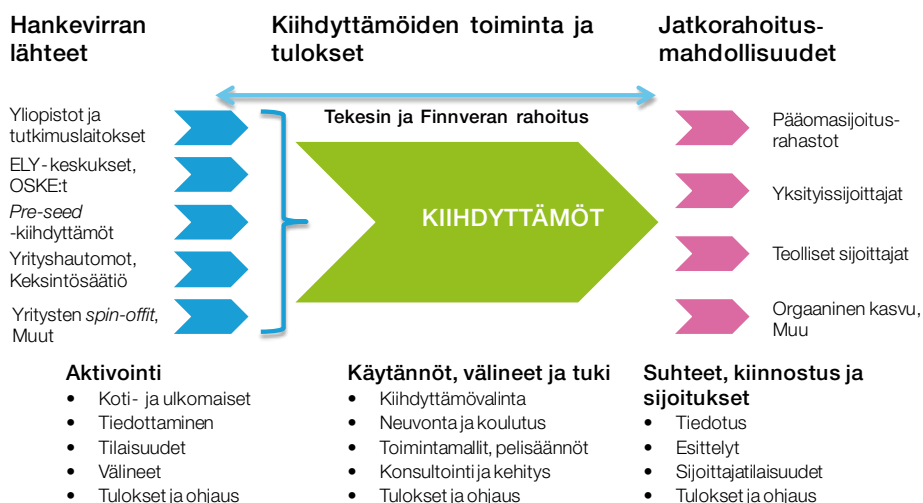 Hankevirran
lähteet
Kiihdyttämöiden toiminta ja
tulokset
Jatkorahoitus-
mahdollisuudet
Tekesin ja Finnveran rahoitus
Yliopistot ja
tutkimuslaitokset
ELY-keskukset,
OSKE:t
Pre-seed
-kiihdyttämöt
Yrityshautomot,
Keksintösäätiö
Yritysten spin-offit,
Muut
KIIHDYTTÄMÖT
Pääomasijoitus-
rahastot
Yksityissijoittajat
Teolliset sijoittajat
Orgaaninen kasvu,
Muu
Aktivointi
• Koti- ja ulkomaiset
• Tiedottaminen
• Tilaisuudet
• Välineet
• Tulokset ja ohjaus
Käytännöt, välineet ja tuki
• Kiihdyttämövalinta
• Neuvonta ja koulutus
• Toimintamallit, pelisäännöt
• Konsultointi ja kehitys
• Tulokset ja ohjaus
Suhteet, kiinnostus ja
sijoitukset
• Tiedotus
• Esittelyt
• Sijoittajatilaisuudet
• Tulokset ja ohjaus